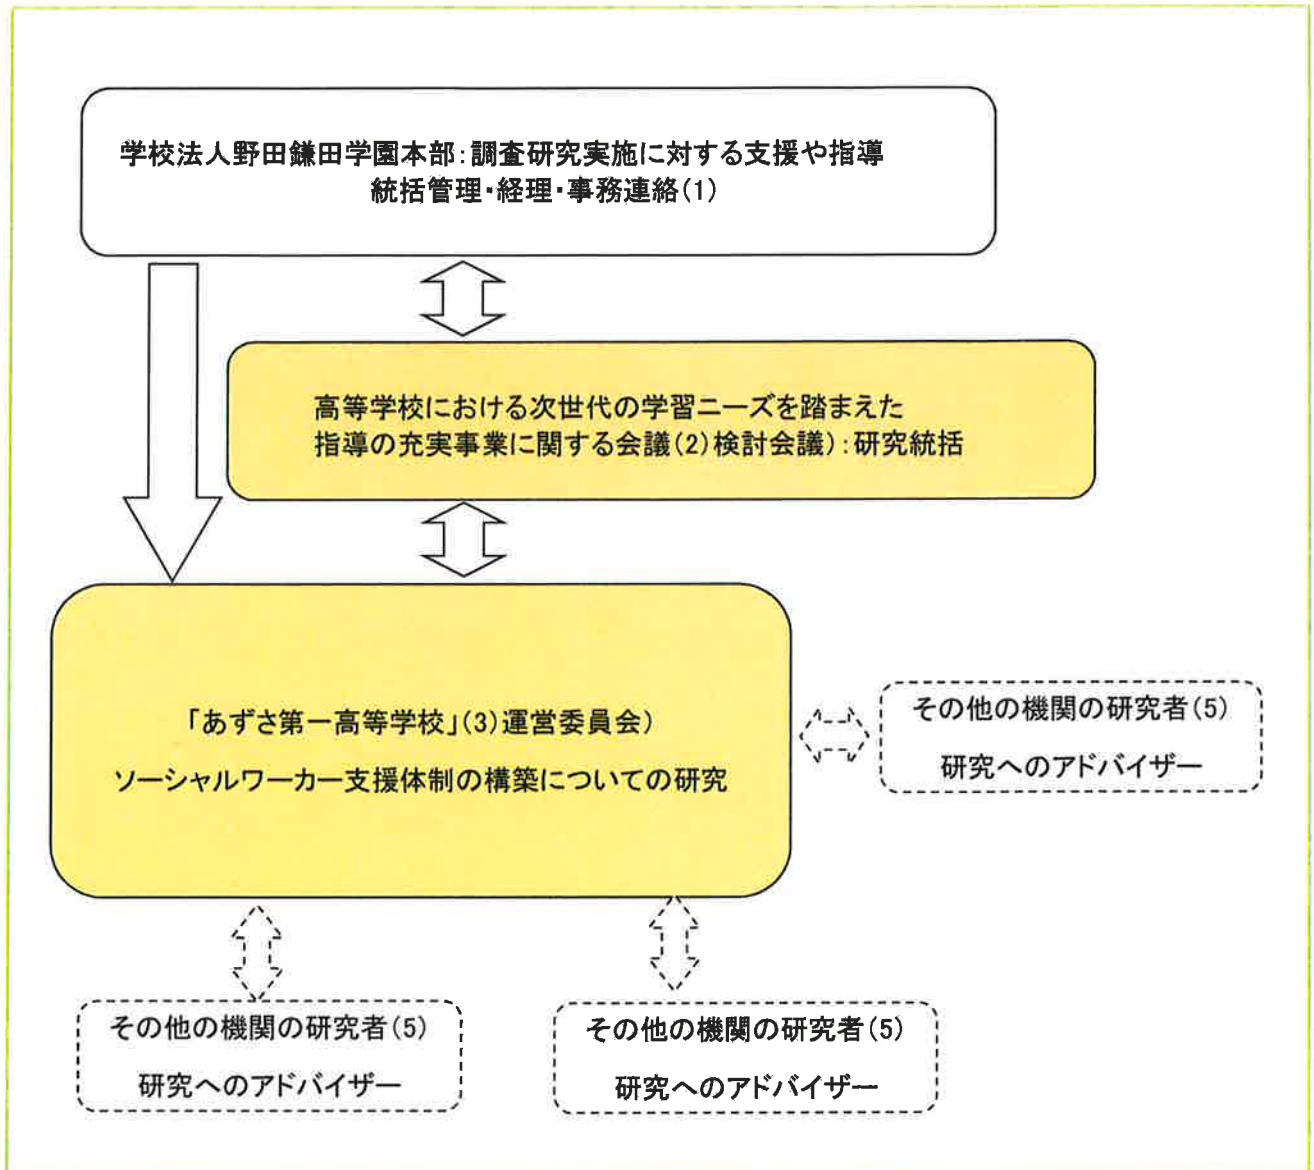 学校法人野田鎌田学園本部:調査研究実施に対する支援や指導
統括管理・経理・事務連絡(1)
高等学校における次世代の学習ニーズを踏まえた
指導の充実事業に関する会議(2)検討会議):研究統括
「あずさ第一高等学校」(3)運営委員会)
ソーシャルワーカー支援体制の構築についての研究
その他の機関の研究者(5)
研究へのアドバイザー
その他の機関の研究者(5)
研究へのアドバイザー
その他の機関の研究者(5)
研究へのアドバイザー